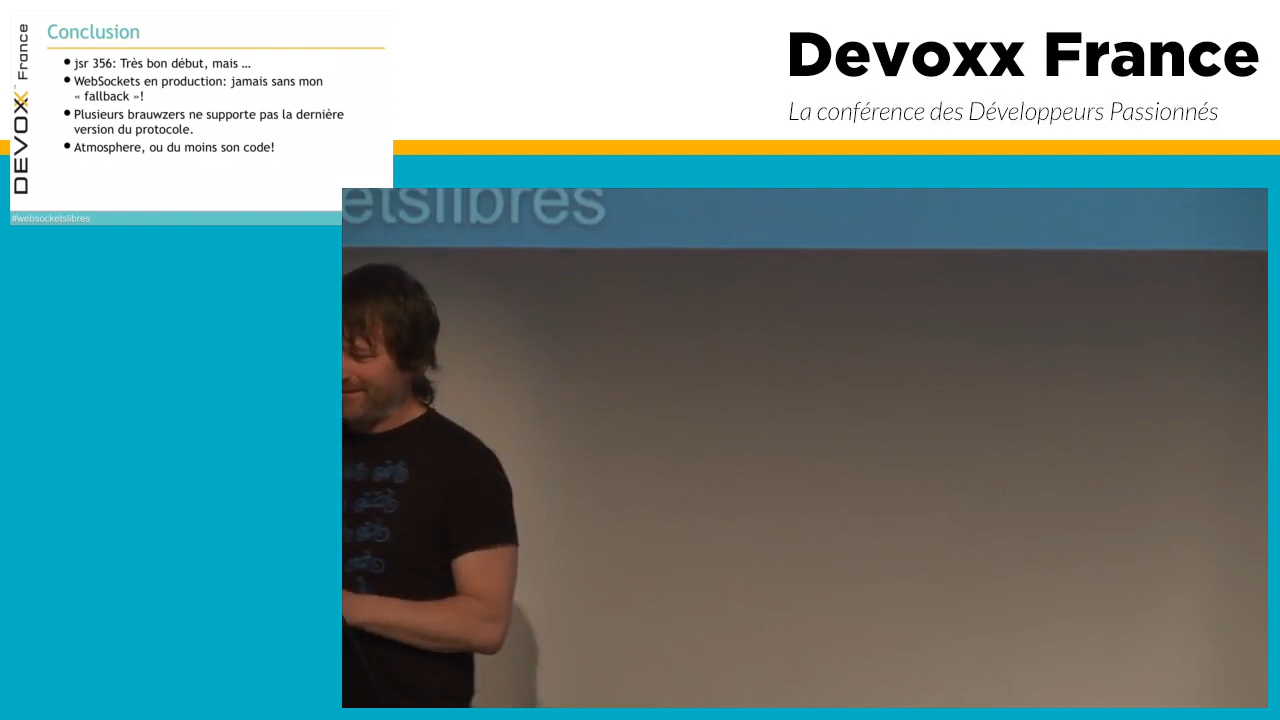 Conclusion
jsr 356: Très bon début, mais …
WebSockets en production: jamais sans mon
« fallback »!
Plusieurs brauwzers ne supporte pas la dernière
version du protocole.
Atmosphere, ou du moins son code!
DEVOXX France
#websocketslibres
Devoxx France
La conférence des Développeurs Passionnés
etslibres